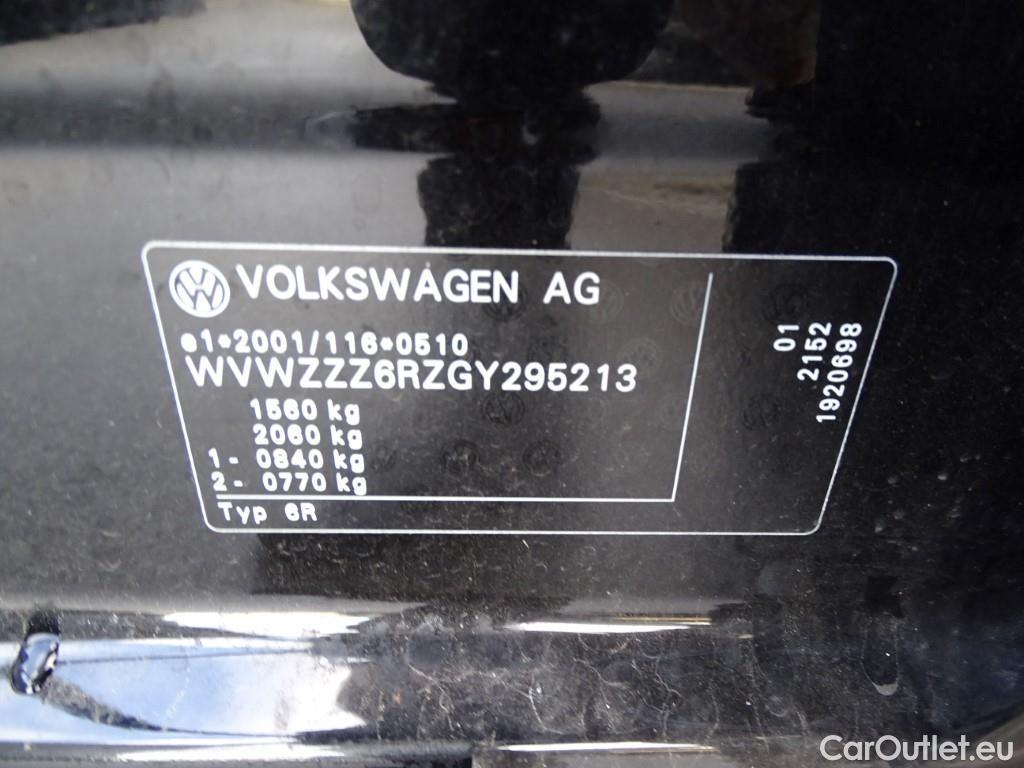 VOLKSWAGEN AG
e1*2001/116*0510
WVWZZZ6RZGY295213
1560 kg
2060 kg
1- 0840 kg
2- 0770 kg
Typ 6R
01
2152
1920698
CarOutlet.eu